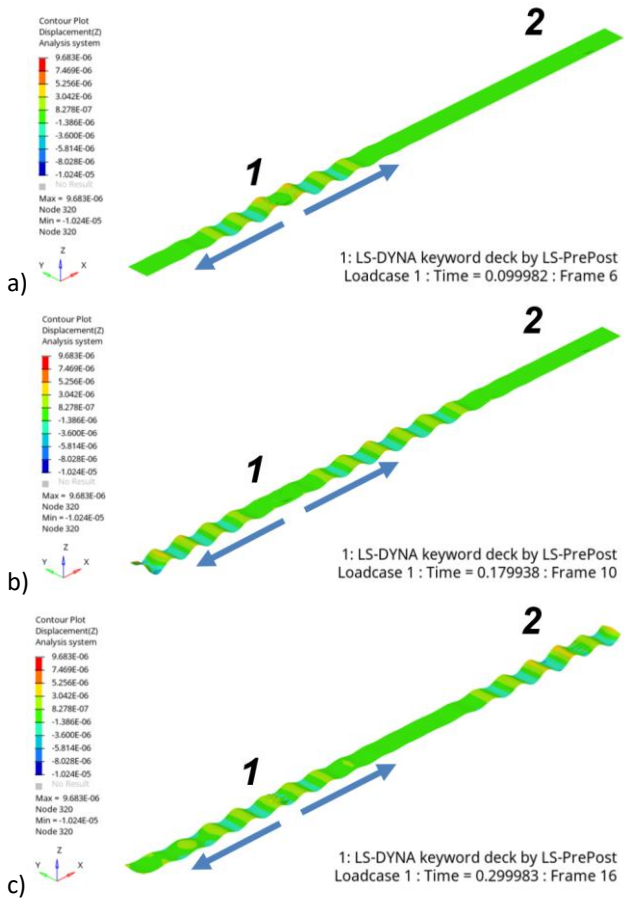 Contour Plot
Displacement(Z)
Analysis system
9.683E-06
7.469E-06
5.256E-06
3.042E-06
8.278E-07
-1.386E-06
-3.600E-06
-5.814E-06
-8.028E-06
-1.024E-05
No Result
Max = 9.683E-06
Node 320
Min = -1.024E-05
Node 320
Z
Y
X
a)
1
2
1: LS-DYNA keyword deck by LS-PrePost
Loadcase 1 : Time = 0.099982 : Frame 6
Contour Plot
Displacement(Z)
Analysis system
9.683E-06
7.469E-06
5.256E-06
3.042E-06
8.278E-07
-1.386E-06
-3.600E-06
-5.814E-06
-8.028E-06
-1.024E-05
No Result
Max = 9.683E-06
Node 320
Min = -1.024E-05
Node 320
Z
Y
X
b)
1
2
1: LS-DYNA keyword deck by LS-PrePost
Loadcase 1 : Time = 0.179938 : Frame 10
Contour Plot
Displacement(Z)
Analysis system
9.683E-06
7.469E-06
5.256E-06
3.042E-06
8.278E-07
-1.386E-06
-3.600E-06
-5.814E-06
-8.028E-06
-1.024E-05
No Result
Max = 9.683E-06
Node 320
Min = -1.024E-05
Node 320
Z
Y
X
c)
1
2
1: LS-DYNA keyword deck by LS-PrePost
Loadcase 1 : Time = 0.299983 : Frame 16